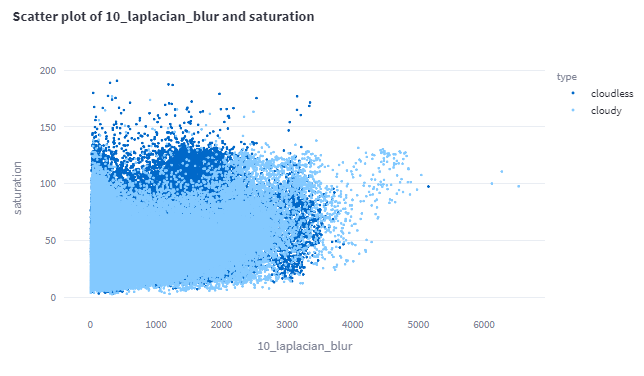 Scatter plot of 10_laplacian_blur and saturation
type
cloudless
cloudy
200
150
100
50
0
saturation
0 1000 2000 3000 4000 5000 6000
10_laplacian_blur